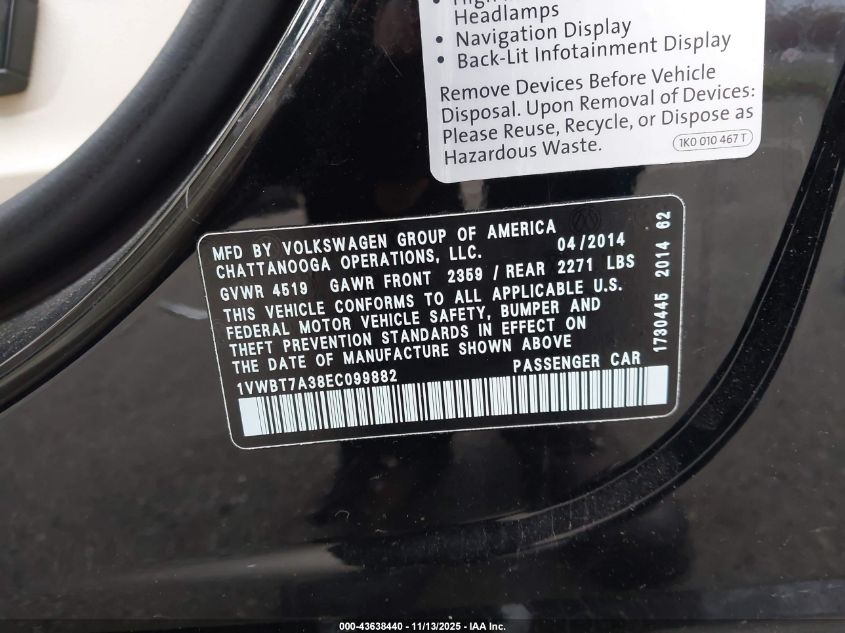 Headlamps
• Navigation Display
• Back-Lit Infotainment Display
Remove Devices Before Vehicle
Disposal. Upon Removal of Devices:
Please Reuse, Recycle, or Dispose as
Hazardous Waste.
1K0 010 467 T
MFD BY VOLKSWAGEN GROUP OF AMERICA
CHATTANOOGA OPERATIONS, LLC. 04/2014
GVWR 4519 GAWR FRONT 2359 / REAR 2271 LBS
THIS VEHICLE CONFORMS TO ALL APPLICABLE U.S.
FEDERAL MOTOR VEHICLE SAFETY, BUMPER AND
THEFT PREVENTION STANDARDS IN EFFECT ON
THE DATE OF MANUFACTURE SHOWN ABOVE
1VWBT7A38EC099882 PASSENGER CAR
1730445 2014 62
000-43638440 - 11/13/2025 - IAA Inc.